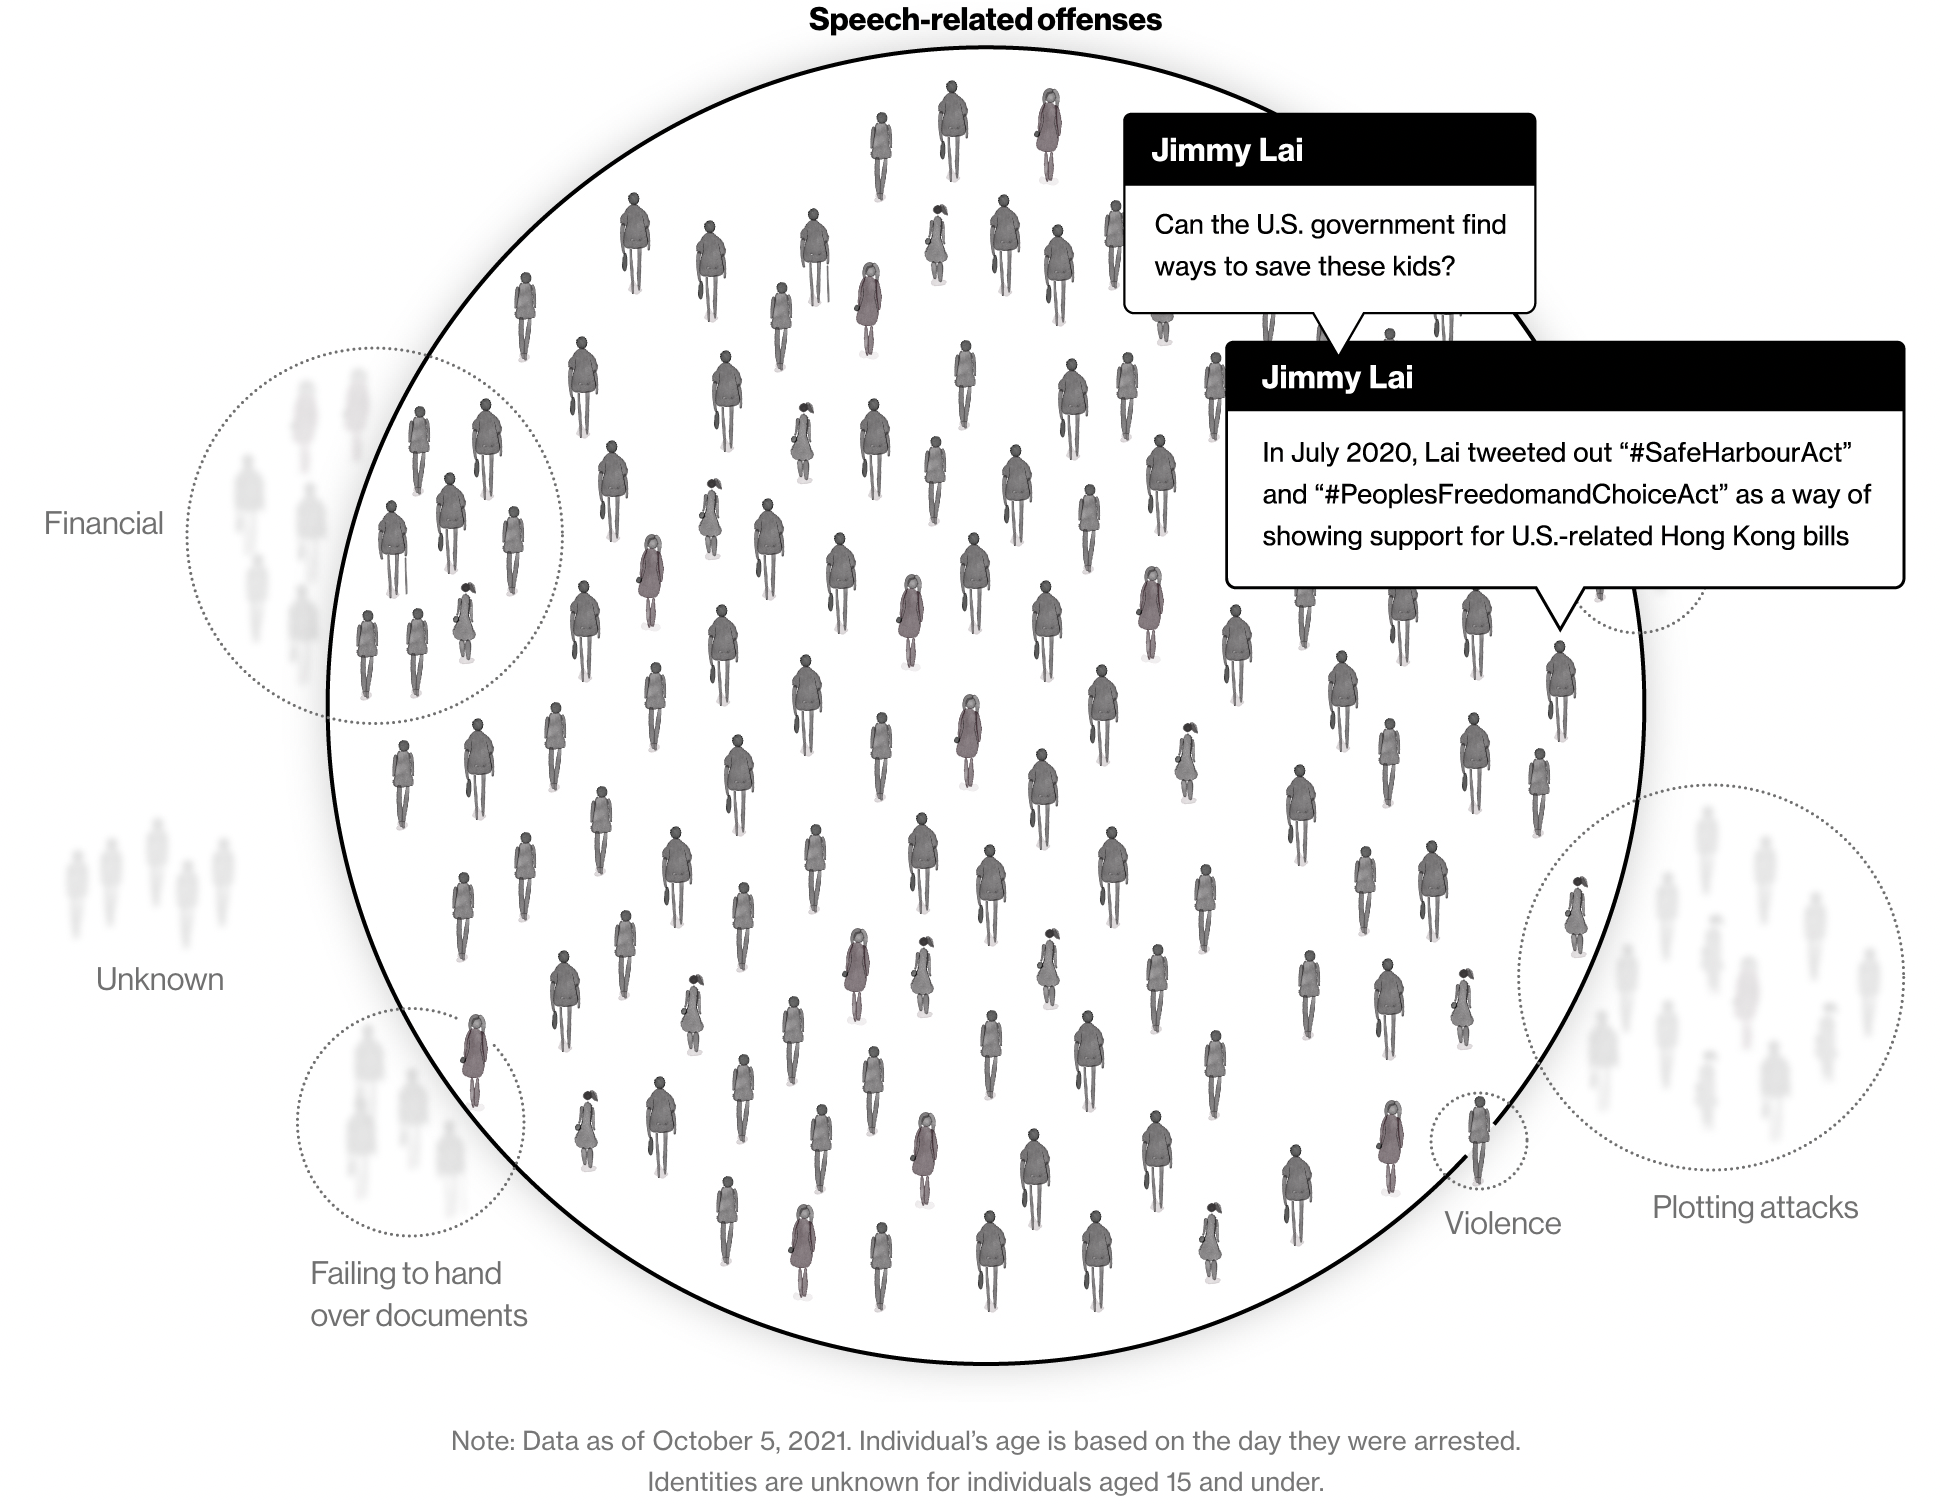 Speech-related offenses
Jimmy Lai
Can the U.S. government find
ways to save these kids?
Jimmy Lai
In July 2020, Lai tweeted out “#SafeHarbourAct”
and “#PeoplesFreedomandChoiceAct” as a way of
showing support for U.S.-related Hong Kong bills
Financial
Unknown
Failing to hand
over documents
Violence
Plotting attacks
Note: Data as of October 5, 2021. Individual’s age is based on the day they were arrested.
Identities are unknown for individuals aged 15 and under.